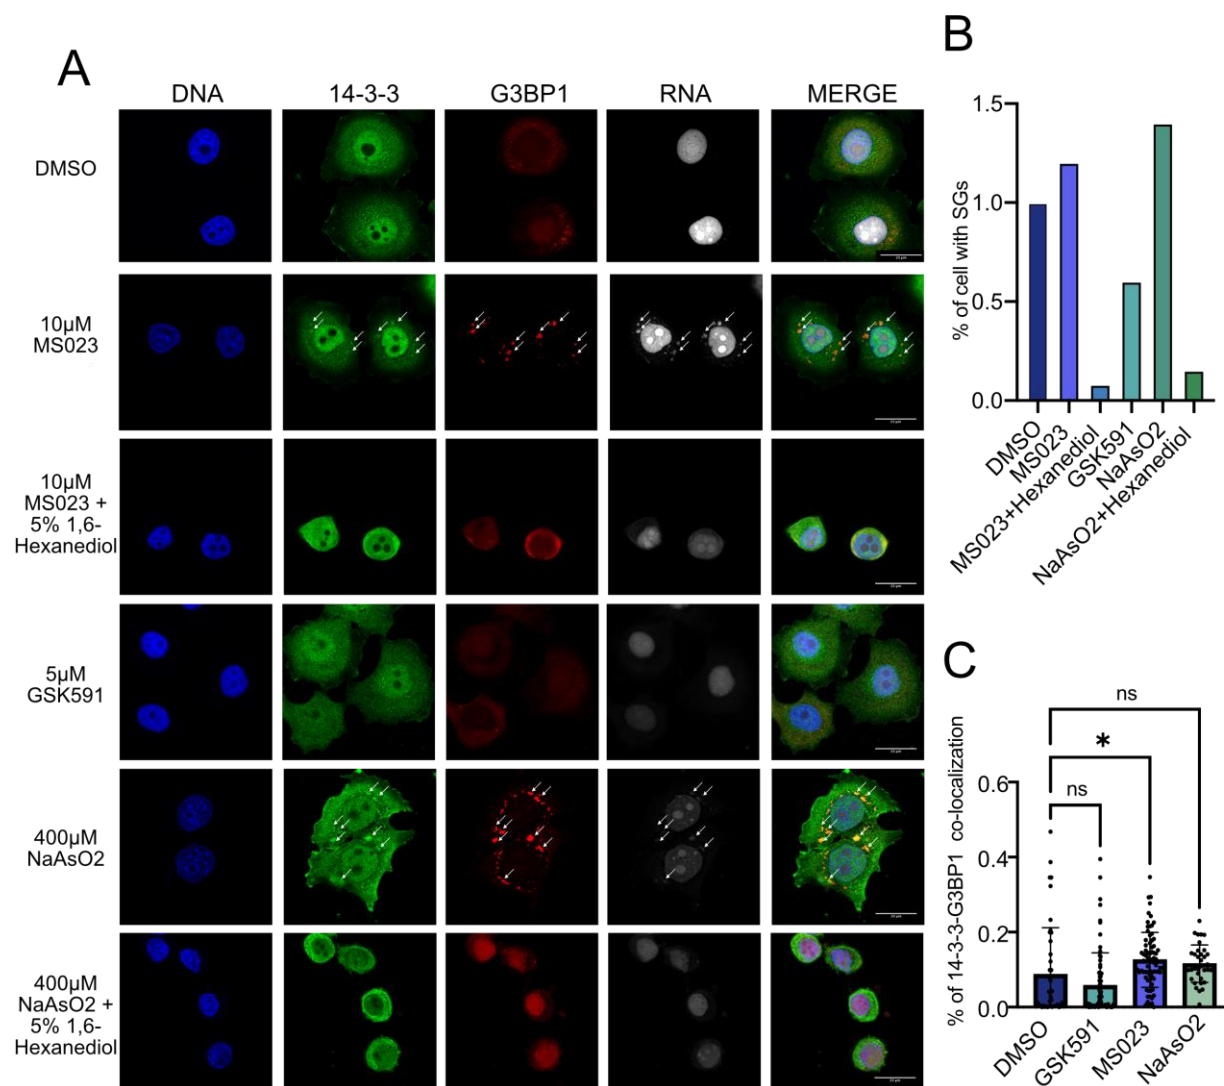 A
DNA
14-3-3
G3BP1
RNA
MERGE
DMSO
10µM
MS023
10µM
MS023 +
5% 1,6-
Hexanediol
5µM
GSK591
400µM
NaAsO2
400µM
NaAsO2 +
5% 1,6-
Hexanediol
B
% of cell with SGs
1.5
1.0
0.5
0.0
DMSO
MS023
MS023+Hexanediol
GSK591
NaAsO2
NaAsO2+Hexanediol
C
% of 14-3-3-G3BP1 co-localization
ns
*
ns
0.6
0.4
0.2
0.0
DMSO
GSK591
MS023
NaAsO2